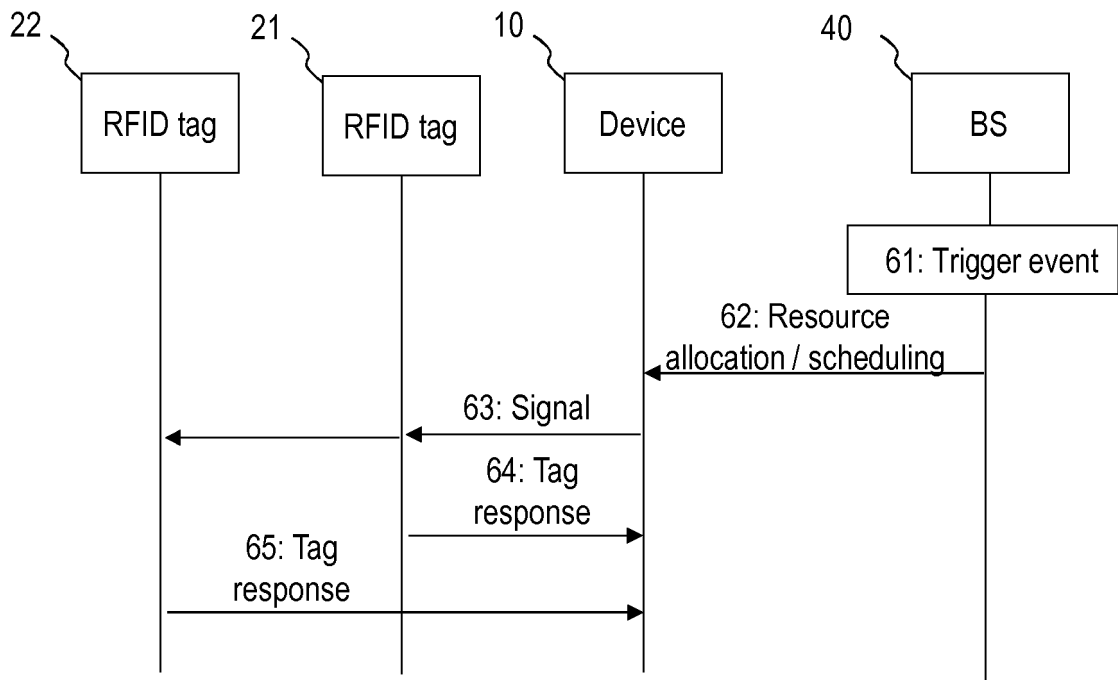 22
21
10
40
RFID tag
RFID tag
Device
BS
61: Trigger event
62: Resource
allocation / scheduling
63: Signal
64: Tag
response
65: Tag
response